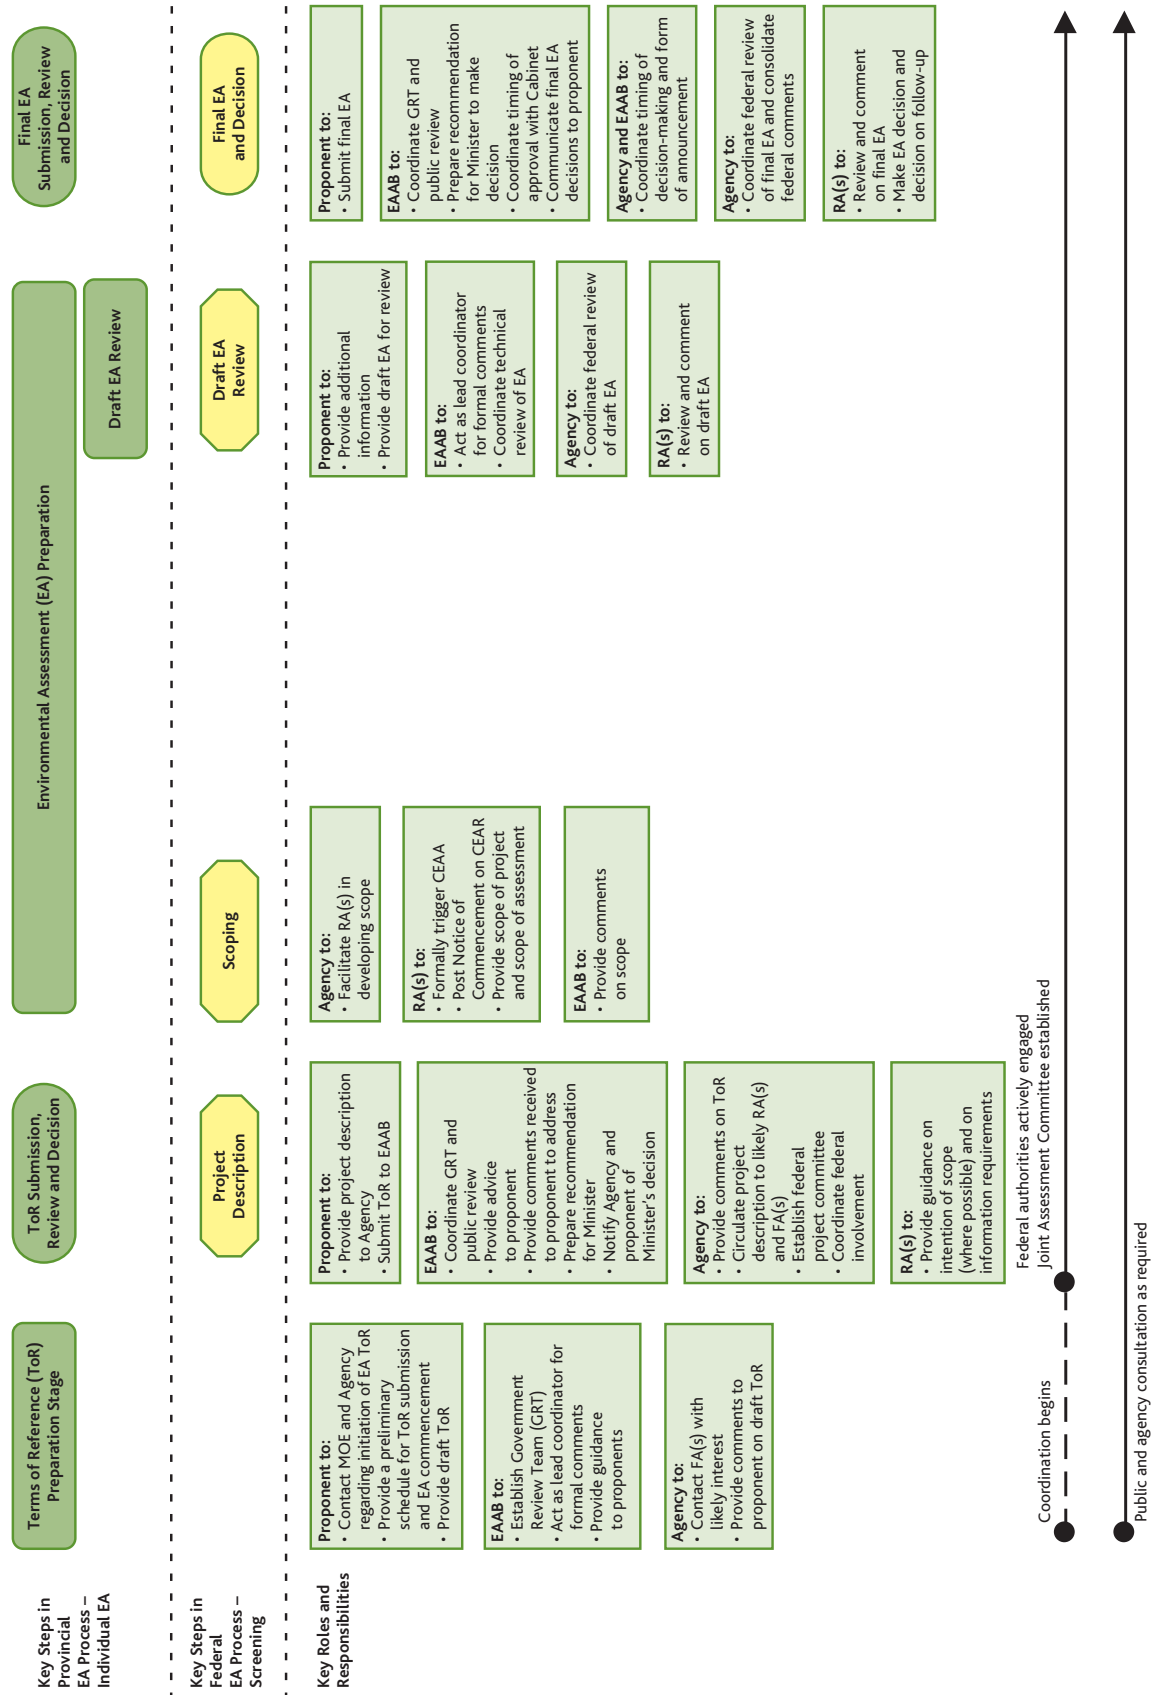 Key Steps in
Provincial
EA Process –
Individual EA
Terms of Reference (ToR)
Preparation Stage
ToR Submission,
Review and Decision
Environmental Assessment (EA) Preparation
Draft EA Review
Final EA
Submission, Review
and Decision
Key Steps in
Federal
EA Process –
Screening
Project
Description
Scoping
Draft EA
Review
Final EA
and Decision
Key Roles and
Responsibilities
Proponent to:
• Contact MOE and Agency
regarding initiation of EA ToR
• Provide a preliminary
schedule for ToR submission
and EA commencement
• Provide draft ToR
EAAB to:
• Establish Government
Review Team (GRT)
• Act as lead coordinator for
formal comments
• Provide guidance
to proponents
Agency to:
• Contact FA(s) with
likely interest
• Provide comments to
proponent on draft ToR
Proponent to:
• Provide project description
to Agency
• Submit ToR to EAAB
EAAB to:
• Coordinate GRT and
public review
• Provide advice
to proponent
• Provide comments received
to proponent to address
• Prepare recommendation
for Minister
• Notify Agency and
proponent of
Minister's decision
Agency to:
• Provide comments on ToR
• Circulate project
description to likely RA(s)
and FA(s)
• Establish federal
project committee
• Coordinate federal
involvement
RA(s) to:
• Provide guidance on
intention of scope
(where possible) and on
information requirements
Agency to:
• Facilitate RA(s) in
developing scope
RA(s) to:
• Formally trigger CEAA
• Post Notice of
Commencement on CEAR
• Provide scope of project
and scope of assessment
EAAB to:
• Provide comments
on scope
Proponent to:
• Provide additional
information
• Provide draft EA for review
EAAB to:
• Act as lead coordinator
for formal comments
• Coordinate technical
review of EA
Agency to:
• Coordinate federal review
of draft EA
RA(s) to:
• Review and comment
on draft EA
Proponent to:
• Submit final EA
EAAB to:
• Coordinate GRT and
public review
• Prepare recommendation
for Minister to make
decision
• Coordinate timing of
approval with Cabinet
• Communicate final EA
decisions to proponent
Agency and EAAB to:
• Coordinate timing of
decision-making and form
of announcement
Agency to:
• Coordinate federal review
of final EA and consolidate
federal comments
RA(s) to:
• Review and comment
on final EA
• Make EA decision and
decision on follow-up
Coordination begins
Federal authorities actively engaged
Joint Assessment Committee established
Public and agency consultation as required